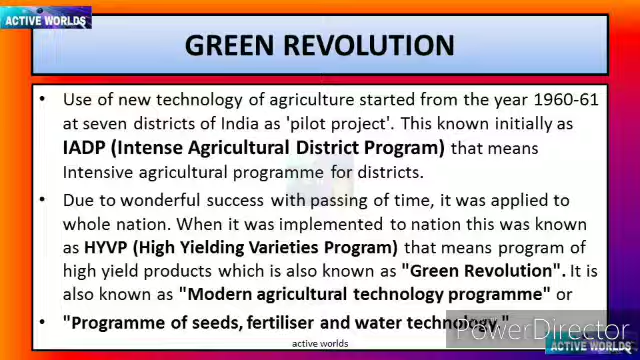 ACTIVE WORLDS
GREEN REVOLUTION
• Use of new technology of agriculture started from the year 1960-61
at seven districts of India as 'pilot project'. This known initially as
IADP (Intense Agricultural District Program) that means
Intensive agricultural programme for districts.
• Due to wonderful success with passing of time, it was applied to
whole nation. When it was implemented to nation this was known
as HYVP (High Yielding Varieties Program) that means program of
high yield products which is also known as "Green Revolution". It is
also known as "Modern agricultural technology programme" or
• "Programme of seeds, fertiliser and water technology."
PowerDirector
active worlds
ACTIVE WORLDS